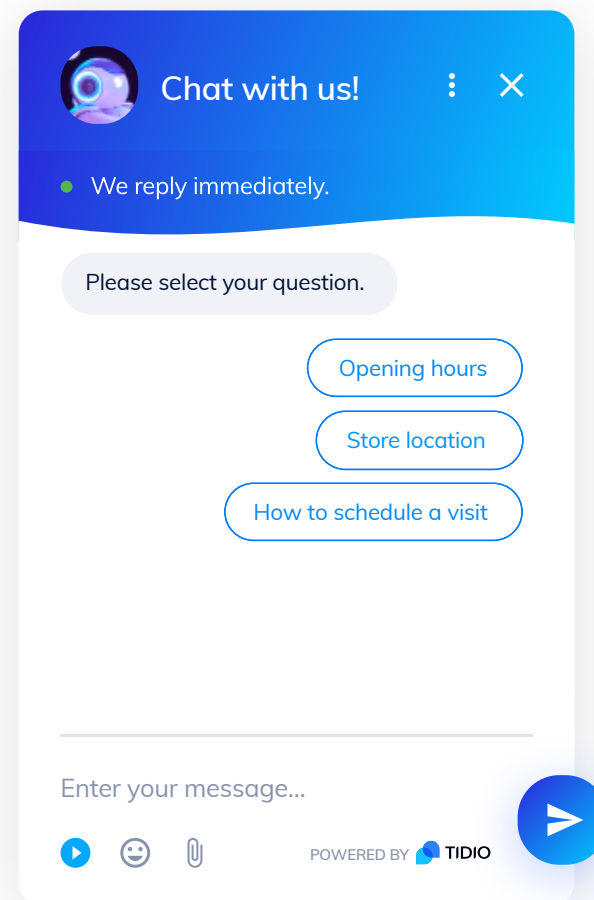 Chat with us!
We reply immediately.
Please select your question.
Opening hours
Store location
How to schedule a visit
Enter your message...
POWERED BY TIDIO